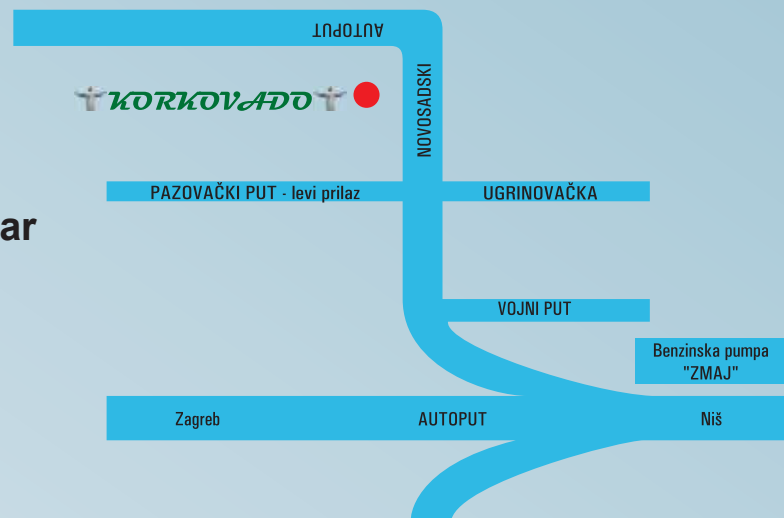 AUTOPUT
NOVOSADSKI
KORKOVADO
PAZOVAČKI PUT - levi prilaz
UGRINOVAČKA
ar
VOJNI PUT
Benzinska pumpa
"ZMAJ"
Zagreb
AUTOPUT
Niš